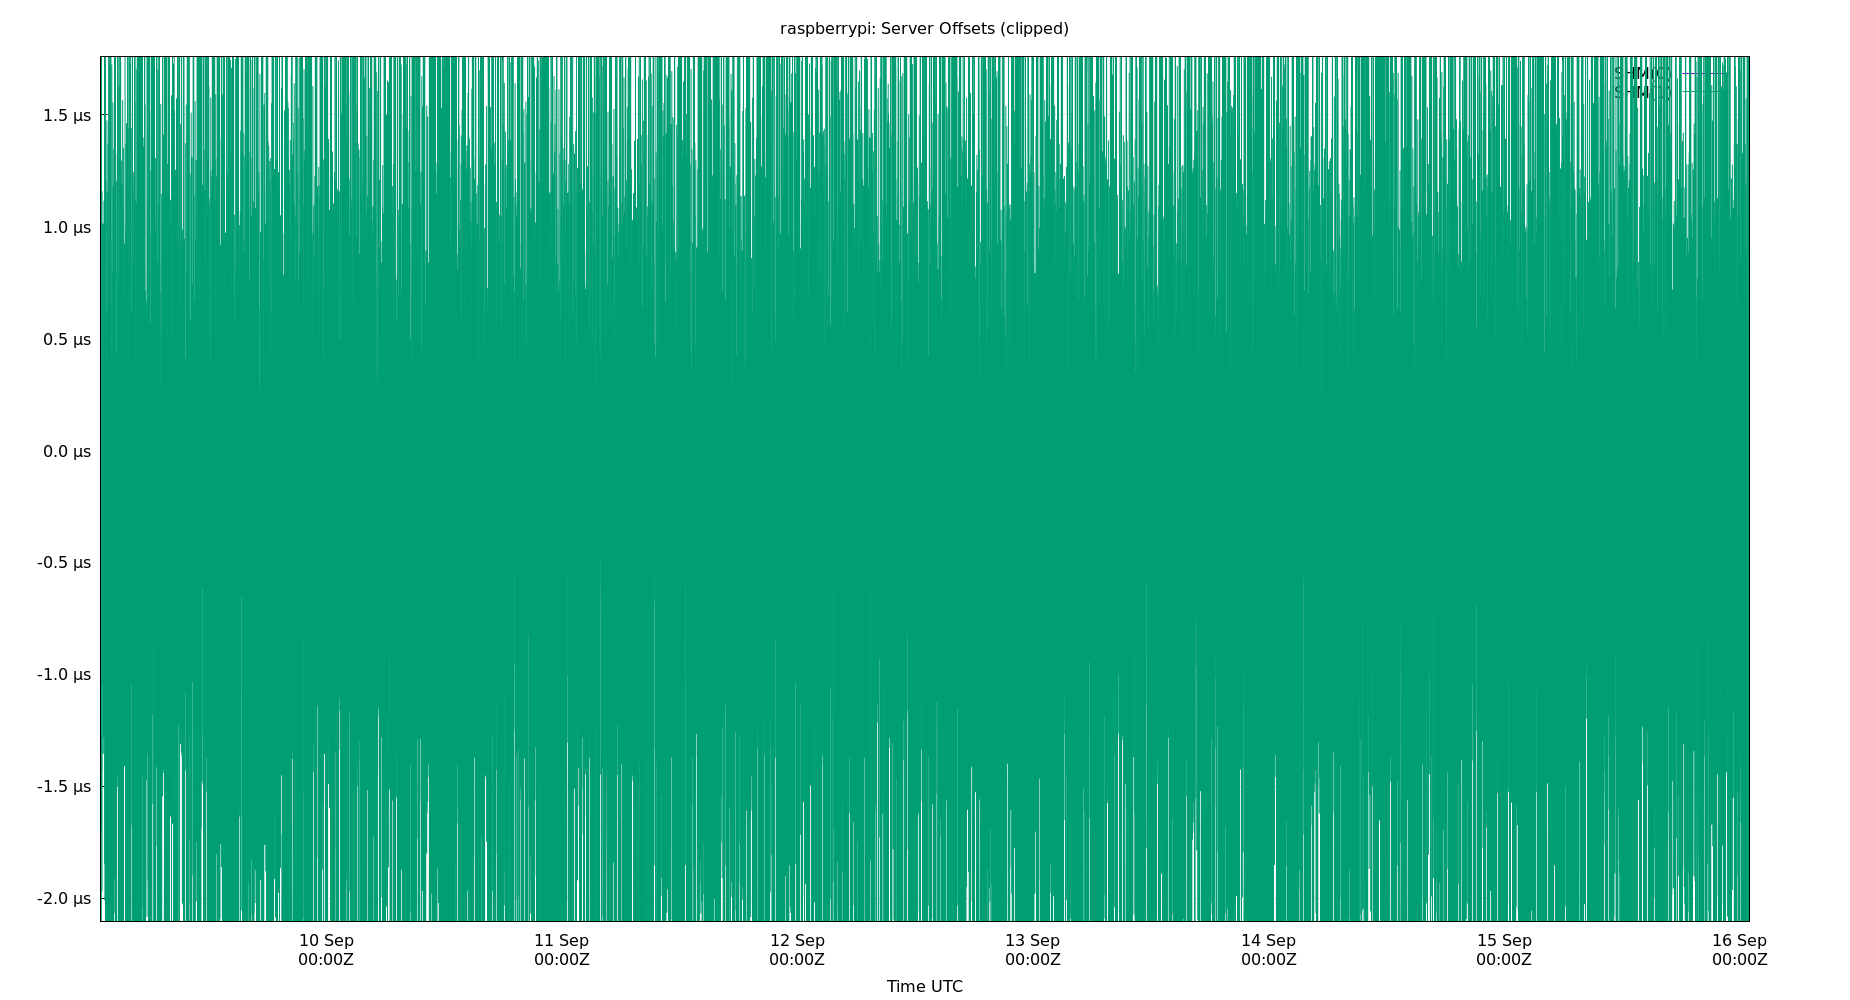 raspberrypi: Server Offsets (clipped)
SHM(0)
1.5 µs
1.0 µs
0.5 µs
0.0 µs
-0.5 µs
-1.0 µs
-1.5 µs
-2.0 µs
10 Sep
00:00Z
11 Sep
00:00Z
12 Sep
00:00Z
13 Sep
00:00Z
14 Sep
00:00Z
15 Sep
00:00Z
16 Sep
00:00Z
Time UTC